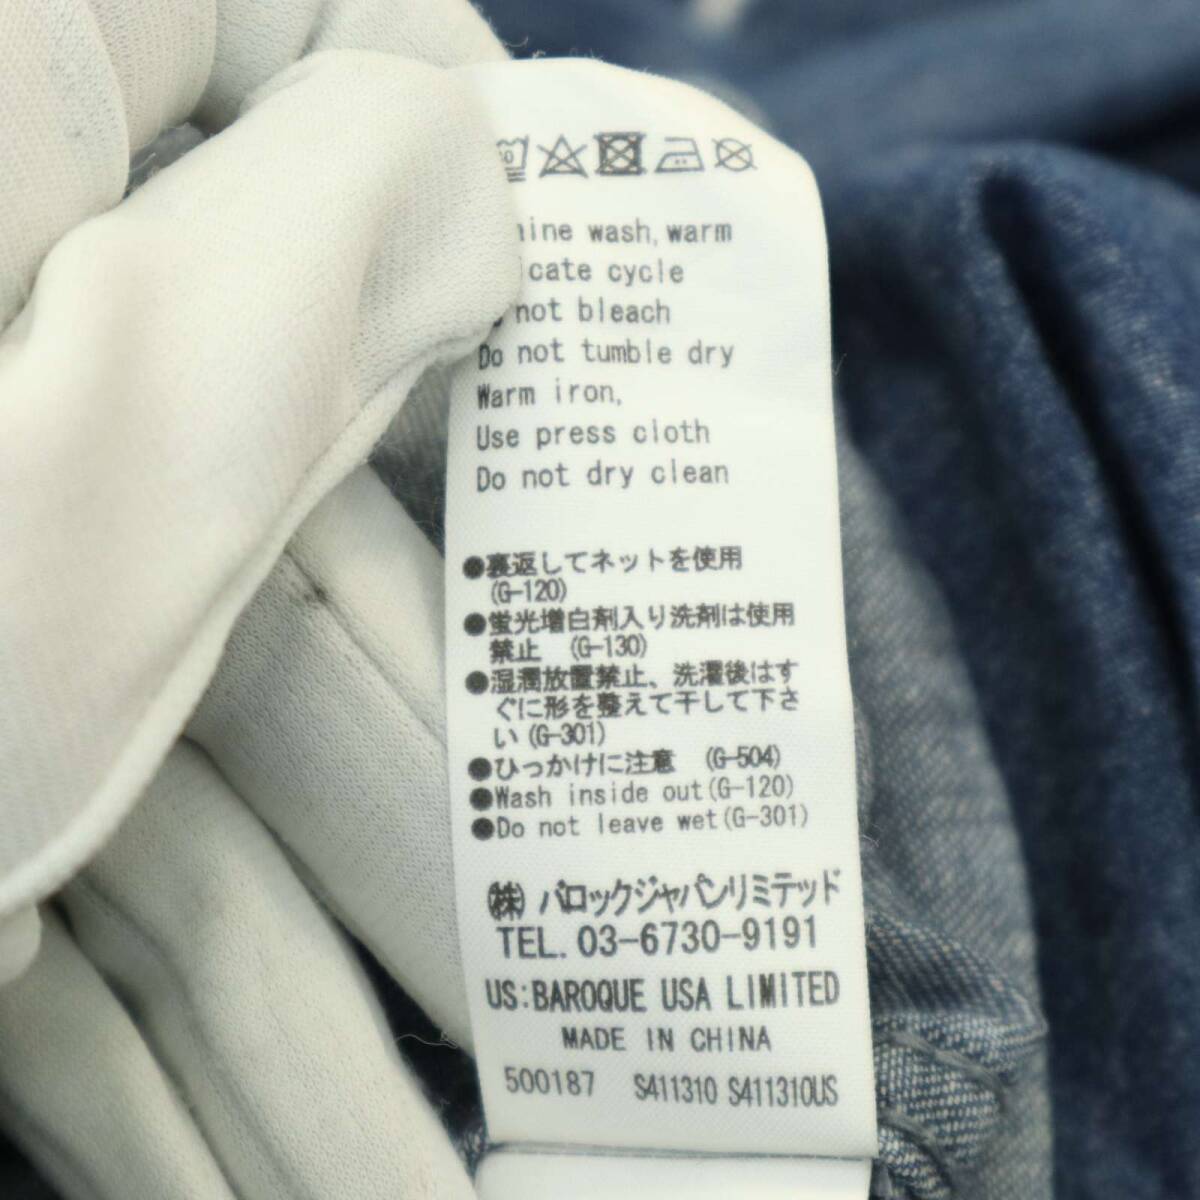 wash, warm
cycle
not bleach
Do not tumble dry
Warm iron,
Use press cloth
Do not dry clean
●裏返してネットを使用
(G-120)
●蛍光増白剤入り洗剤は使用
禁止 (G-130)
●湿潤放置禁止、洗濯後はす
ぐに形を整えて干して下さ
い(G-301)
●ひっかけに注意 (G-504)
●Wash inside out(G-120)
●Do not leave wet(G-301)
㈱ バロックジャパンリミテッド
TEL. 03-6730-9191
US:BAROQUE USA LIMITED
MADE IN CHINA
500187 S411310 S411310US